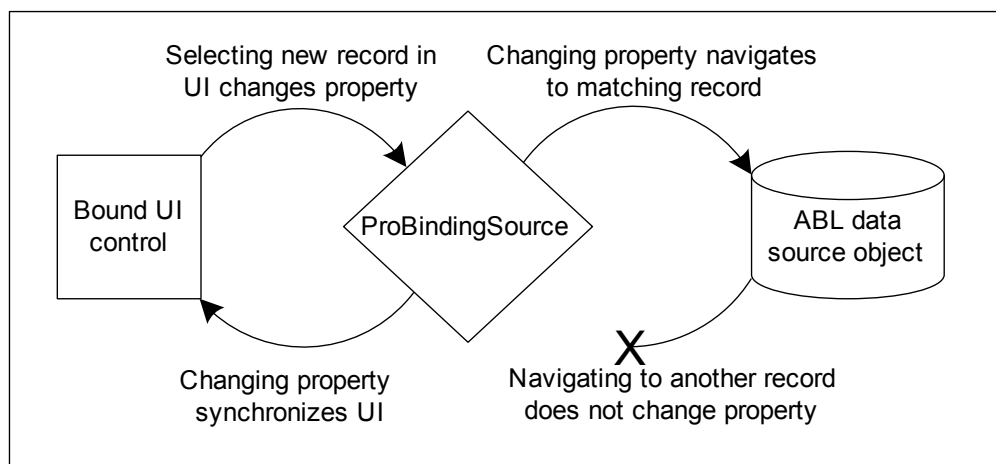 Selecting new record in
UI changes property
Changing property navigates
to matching record
Bound UI
control
ProBindingSource
ABL data
source object
X
Changing property
synchronizes UI
Navigating to another record
does not change property